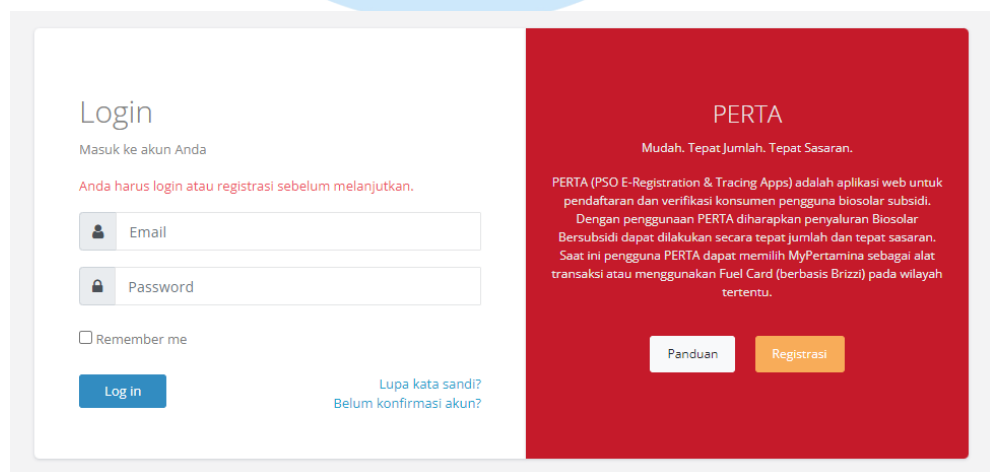 Login
Masuk ke akun Anda
Anda harus login atau registrasi sebelum melanjutkan.
Email
Password
Remember me
Log in
Lupa kata sandi?
Belum konfirmasi akun?
PERTA
Mudah. Tepat Jumlah. Tepat Sasaran.
PERTA (PSO E-Registration & Tracing Apps) adalah aplikasi web untuk
pendaftaran dan verifikasi konsumen pengguna biosolar subsidi.
Dengan penggunaan PERTA diharapkan penyaluran Biosolar
Bersubsidi dapat dilakukan secara tepat jumlah dan tepat sasaran.
Saat ini pengguna PERTA dapat memilih MyPertamina sebagai alat
transaksi atau menggunakan Fuel Card (berbasis Brizzi) pada wilayah
tertentu.
Panduan
Registrasi